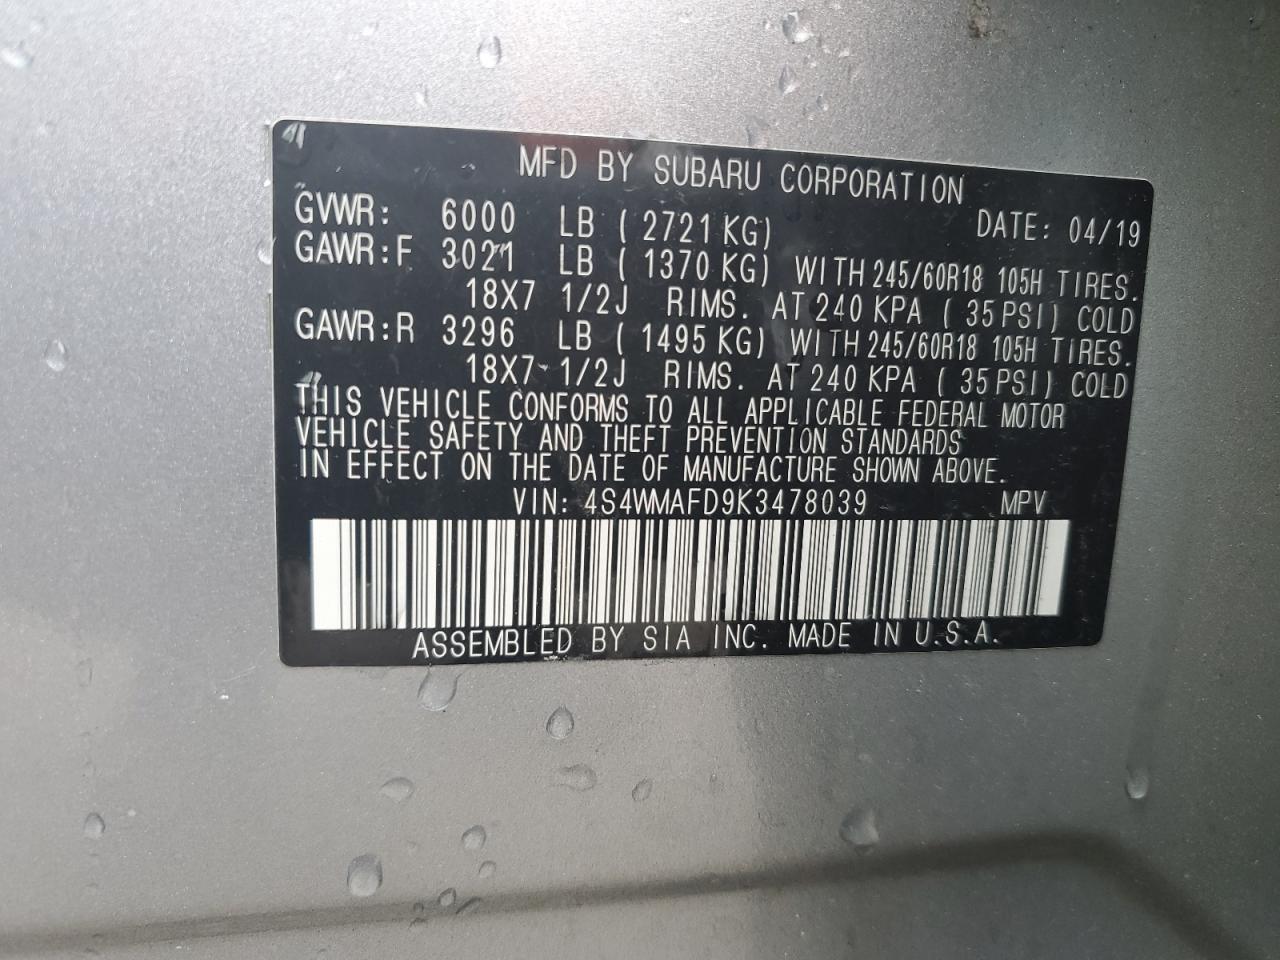 MFD BY SUBARU CORPORATION
GVWR: 6000 LB ( 2721 KG) DATE: 04/19
GAWR:F 3021 LB ( 1370 KG) WITH 245/60R18 105H TIRES.
18X7 1/2J RIMS. AT 240 KPA ( 35 PSI) COLD
GAWR:R 3296 LB ( 1495 KG) WITH 245/60R18 105H TIRES.
18X7 1/2J RIMS. AT 240 KPA ( 35 PSI) COLD
THIS VEHICLE CONFORMS TO ALL APPLICABLE FEDERAL MOTOR
VEHICLE SAFETY AND THEFT PREVENTION STANDARDS
IN EFFECT ON THE DATE OF MANUFACTURE SHOWN ABOVE.
VIN: 4S4WMAFD9K3478039 MPV
ASSEMBLED BY SIA INC. MADE IN U.S.A.